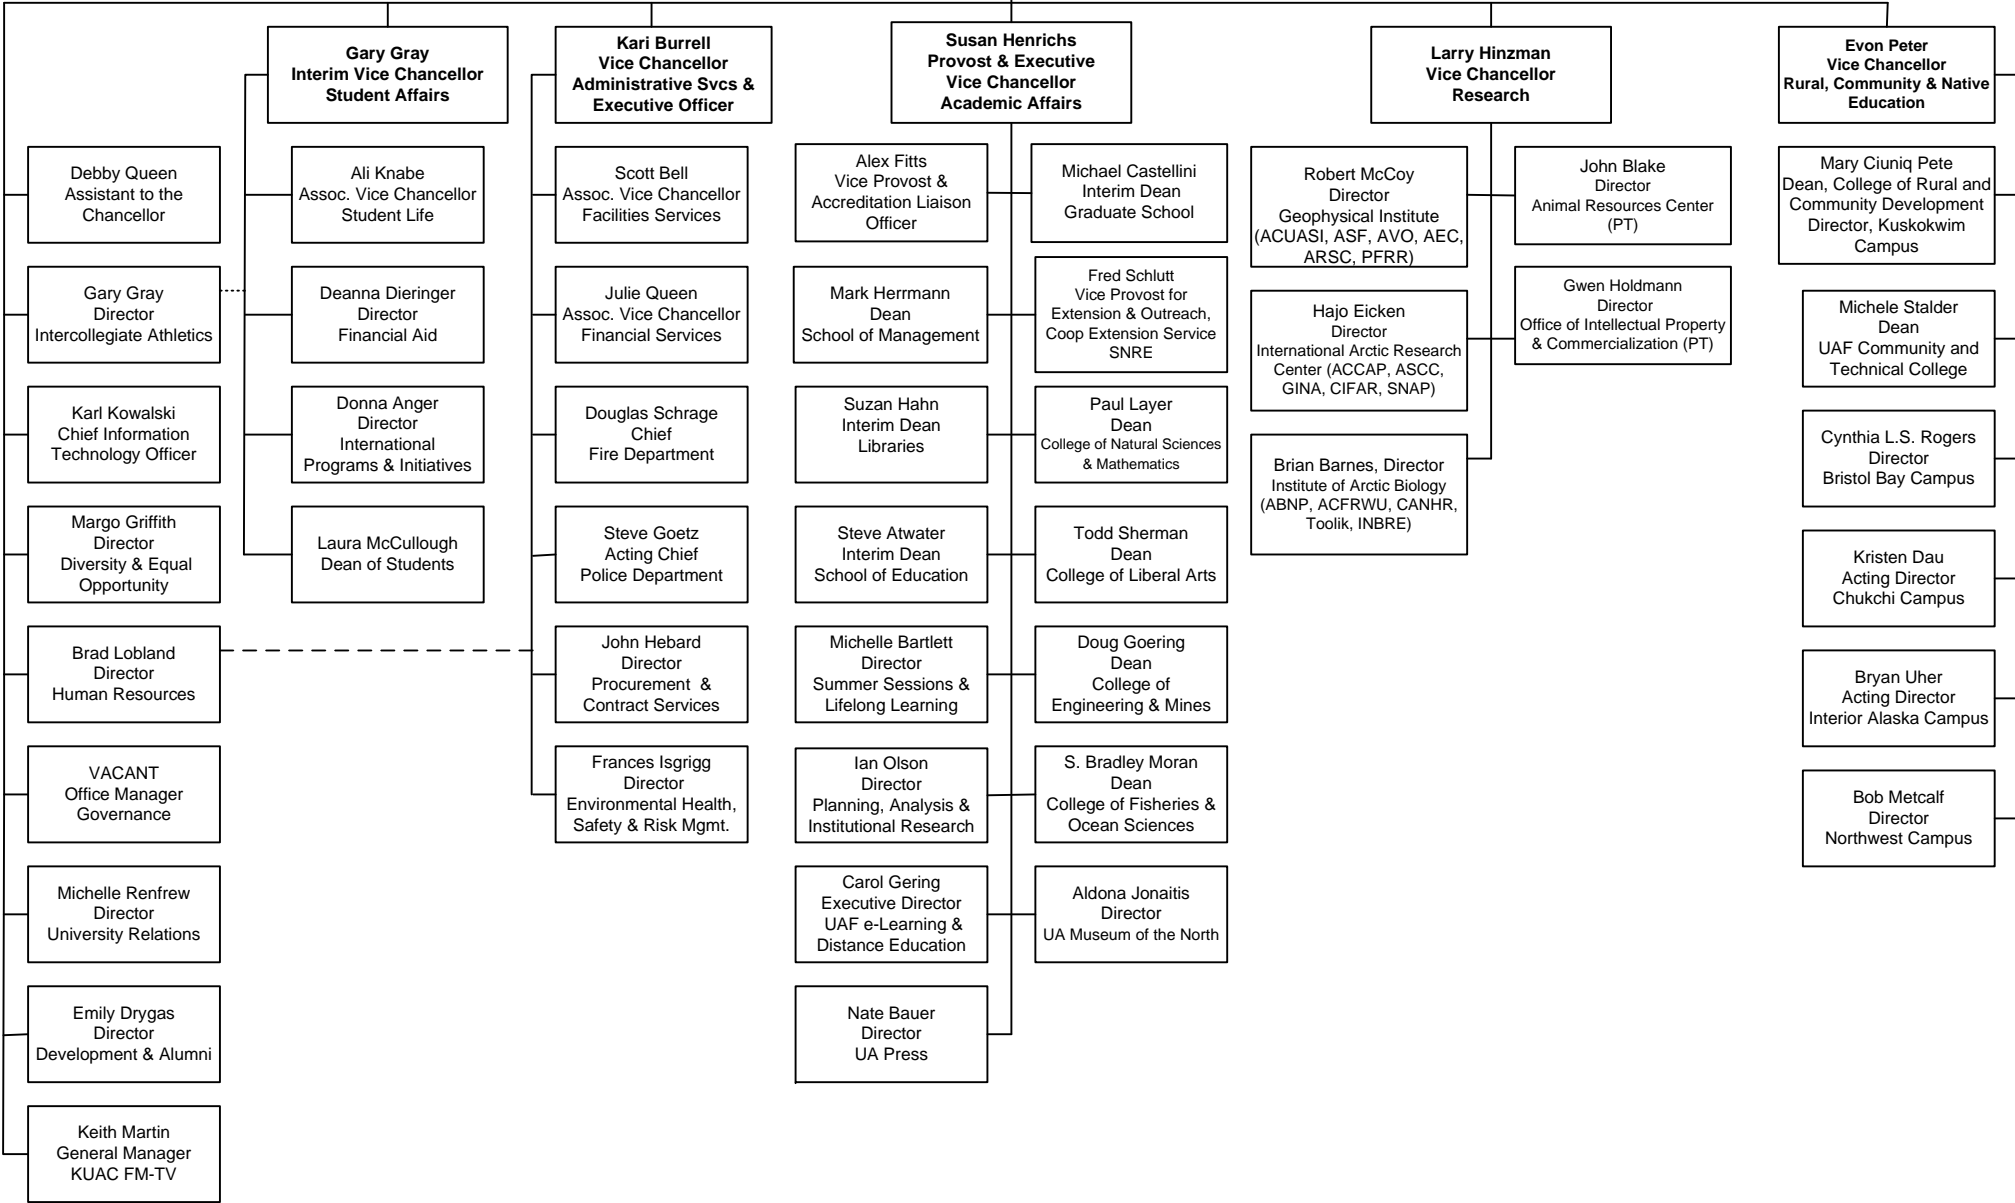 Gary Gray
Interim Vice Chancellor
Student Affairs
Kari Burrell
Vice Chancellor
Administrative Svcs &
Executive Officer
Susan Henrichs
Provost & Executive
Vice Chancellor
Academic Affairs
Larry Hinzman
Vice Chancellor
Research
Evon Peter
Vice Chancellor
Rural, Community & Native
Education
Debby Queen
Assistant to the
Chancellor
Gary Gray
Director
Intercollegiate Athletics
Karl Kowalski
Chief Information
Technology Officer
Margo Griffith
Director
Diversity & Equal
Opportunity
Brad Lobland
Director
Human Resources
VACANT
Office Manager
Governance
Michelle Renfrew
Director
University Relations
Emily Drygas
Director
Development & Alumni
Keith Martin
General Manager
KUAC FM-TV
Ali Knabe
Assoc. Vice Chancellor
Student Life
Deanna Dieringer
Director
Financial Aid
Donna Anger
Director
International
Programs & Initiatives
Laura McCullough
Dean of Students
Scott Bell
Assoc. Vice Chancellor
Facilities Services
Julie Queen
Assoc. Vice Chancellor
Financial Services
Douglas Schrage
Chief
Fire Department
Steve Goetz
Acting Chief
Police Department
John Hebard
Director
Procurement &
Contract Services
Frances Isgrigg
Director
Environmental Health,
Safety & Risk Mgmt.
Alex Fitts
Vice Provost &
Accreditation Liaison
Officer
Mark Herrmann
Dean
School of Management
Suzan Hahn
Interim Dean
Libraries
Steve Atwater
Interim Dean
School of Education
Michelle Bartlett
Director
Summer Sessions &
Lifelong Learning
Ian Olson
Director
Planning, Analysis &
Institutional Research
Carol Gering
Executive Director
UAF e-Learning &
Distance Education
Nate Bauer
Director
UA Press
Michael Castellini
Interim Dean
Graduate School
Fred Schlutt
Vice Provost for
Extension & Outreach,
Coop Extension Service
SNRE
Paul Layer
Dean
College of Natural Sciences
& Mathematics
Todd Sherman
Dean
College of Liberal Arts
Doug Goering
Dean
College of
Engineering & Mines
S. Bradley Moran
Dean
College of Fisheries &
Ocean Sciences
Aldona Jonaitis
Director
UA Museum of the North
Robert McCoy
Director
Geophysical Institute
(ACUASI, ASF, AVO, AEC,
ARSC, PFRR)
Hajo Eicken
Director
International Arctic Research
Center (ACCAP, ASCC,
GINA, CIFAR, SNAP)
Brian Barnes, Director
Institute of Arctic Biology
(ABNP, ACFRWU, CANHR,
Toolik, INBRE)
John Blake
Director
Animal Resources Center
(PT)
Gwen Holdmann
Director
Office of Intellectual Property
& Commercialization (PT)
Mary Ciuniq Pete
Dean, College of Rural and
Community Development
Director, Kuskokwim
Campus
Michele Stalder
Dean
UAF Community and
Technical College
Cynthia L.S. Rogers
Director
Bristol Bay Campus
Kristen Dau
Acting Director
Chukchi Campus
Bryan Uher
Acting Director
Interior Alaska Campus
Bob Metcalf
Director
Northwest Campus